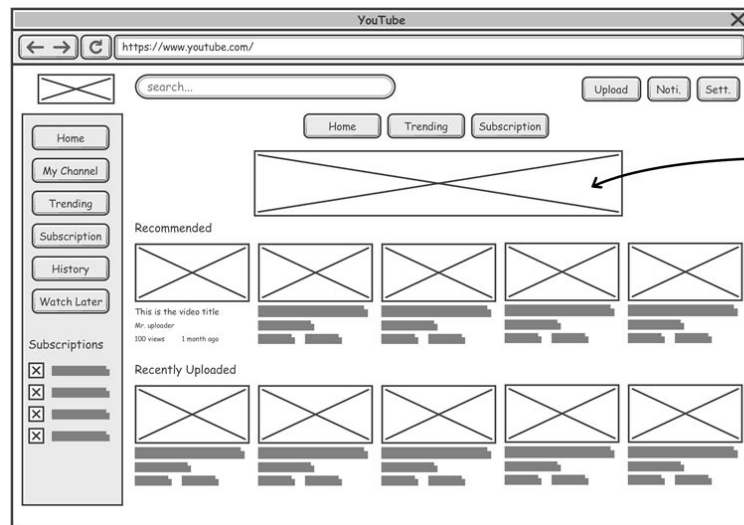 YouTube
https://www.youtube.com/
search...
Upload Noti. Sett.
Home Trending Subscription
Home
My Channel
Trending
Subscription
History
Watch Later
Subscriptions
Recommended
This is the video title
Mr. uploader
100 views 1 month ago
Recently Uploaded